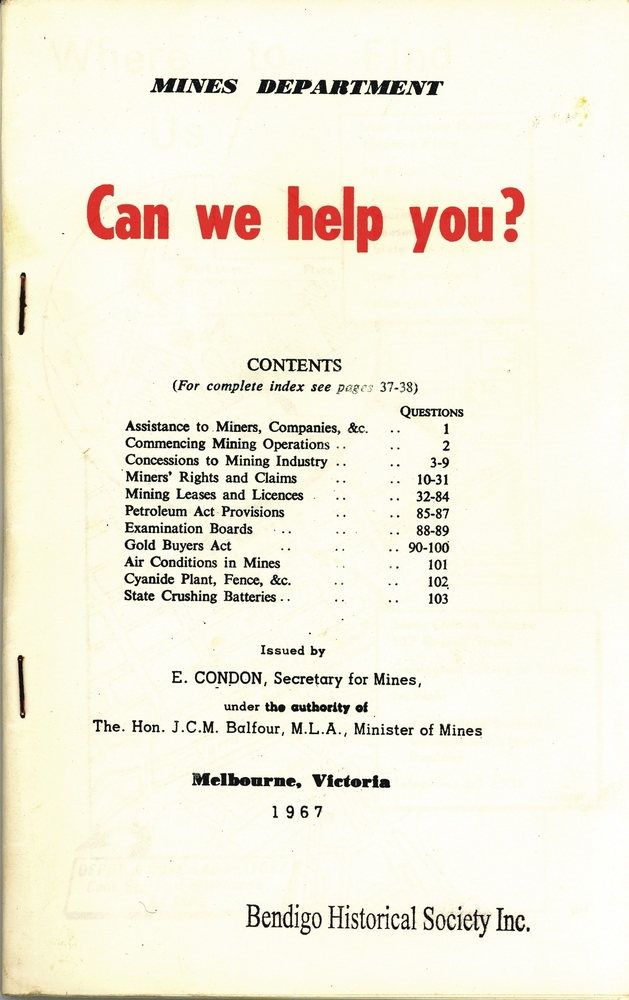 MINES DEPARTMENT
Can we help you?
CONTENTS
(For complete index see pages 37-38)
QUESTIONS
Assistance to Miners, Companies, &c. .. 1
Commencing Mining Operations .. .. 2
Concessions to Mining Industry .. .. 3-9
Miners' Rights and Claims .. .. 10-31
Mining Leases and Licences .. .. 32-84
Petroleum Act Provisions .. .. 85-87
Examination Boards .. .. .. 88-89
Gold Buyers Act .. .. .. 90-100
Air Conditions in Mines .. .. 101
Cyanide Plant, Fence, &c. .. .. 102
State Crushing Batteries .. .. .. 103
Issued by
E. CONDON, Secretary for Mines,
under the authority of
The. Hon. J.C.M. Balfour, M.L.A., Minister of Mines
Melbourne, Victoria
1967
Bendigo Historical Society Inc.